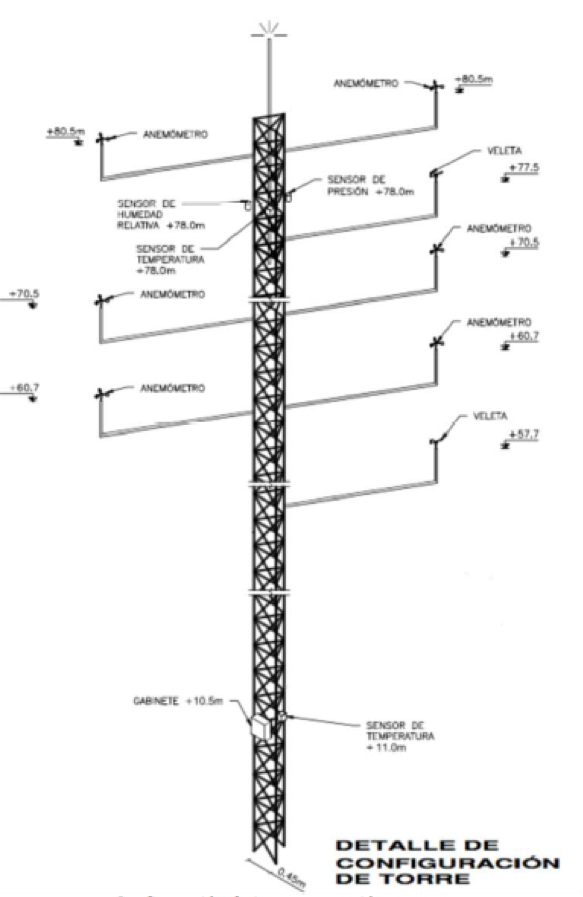 ANEMÓMETRO
+80.5m
+80.5m
ANEMÓMETRO
VELETA
+77.5
SENSOR DE
PRESIÓN +78.0m
SENSOR DE
HUMEDAD
RELATIVA +78.0m
SENSOR DE
TEMPERATURA
+78.0m
ANEMÓMETRO
+70.5
+70.5
ANEMÓMETRO
ANEMÓMETRO
+60.7
+60.7
ANEMÓMETRO
VELETA
+57.7
GABINETE +10.5m
SENSOR DE
TEMPERATURA
+ 11.0m
0.45m
DETALLE DE
CONFIGURACIÓN
DE TORRE